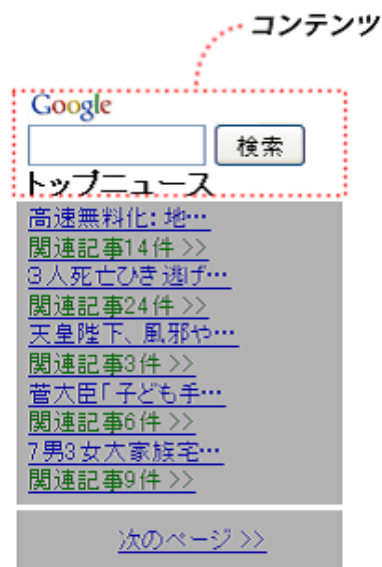 コンテンツ
Google
検索
トップニュース
高速無料化: 地…
関連記事14件 >>
3人死亡ひき逃げ…
関連記事24件 >>
天皇陛下、風邪や…
関連記事3件 >>
菅大臣「子ども手…
関連記事6件 >>
7男3女大家族宅…
関連記事9件 >>
次のページ >>